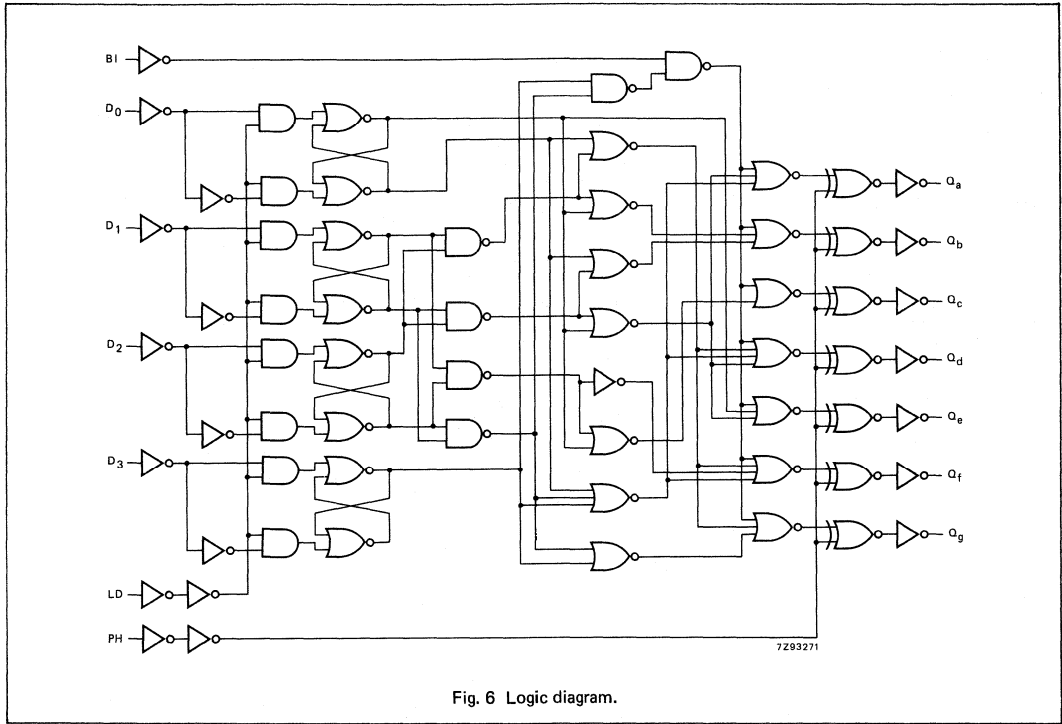 BI
D0
D1
D2
D3
LD
PH
Qa
Qb
Qc
Qd
Qe
Qf
Qg
7Z93271
Fig. 6 Logic diagram.